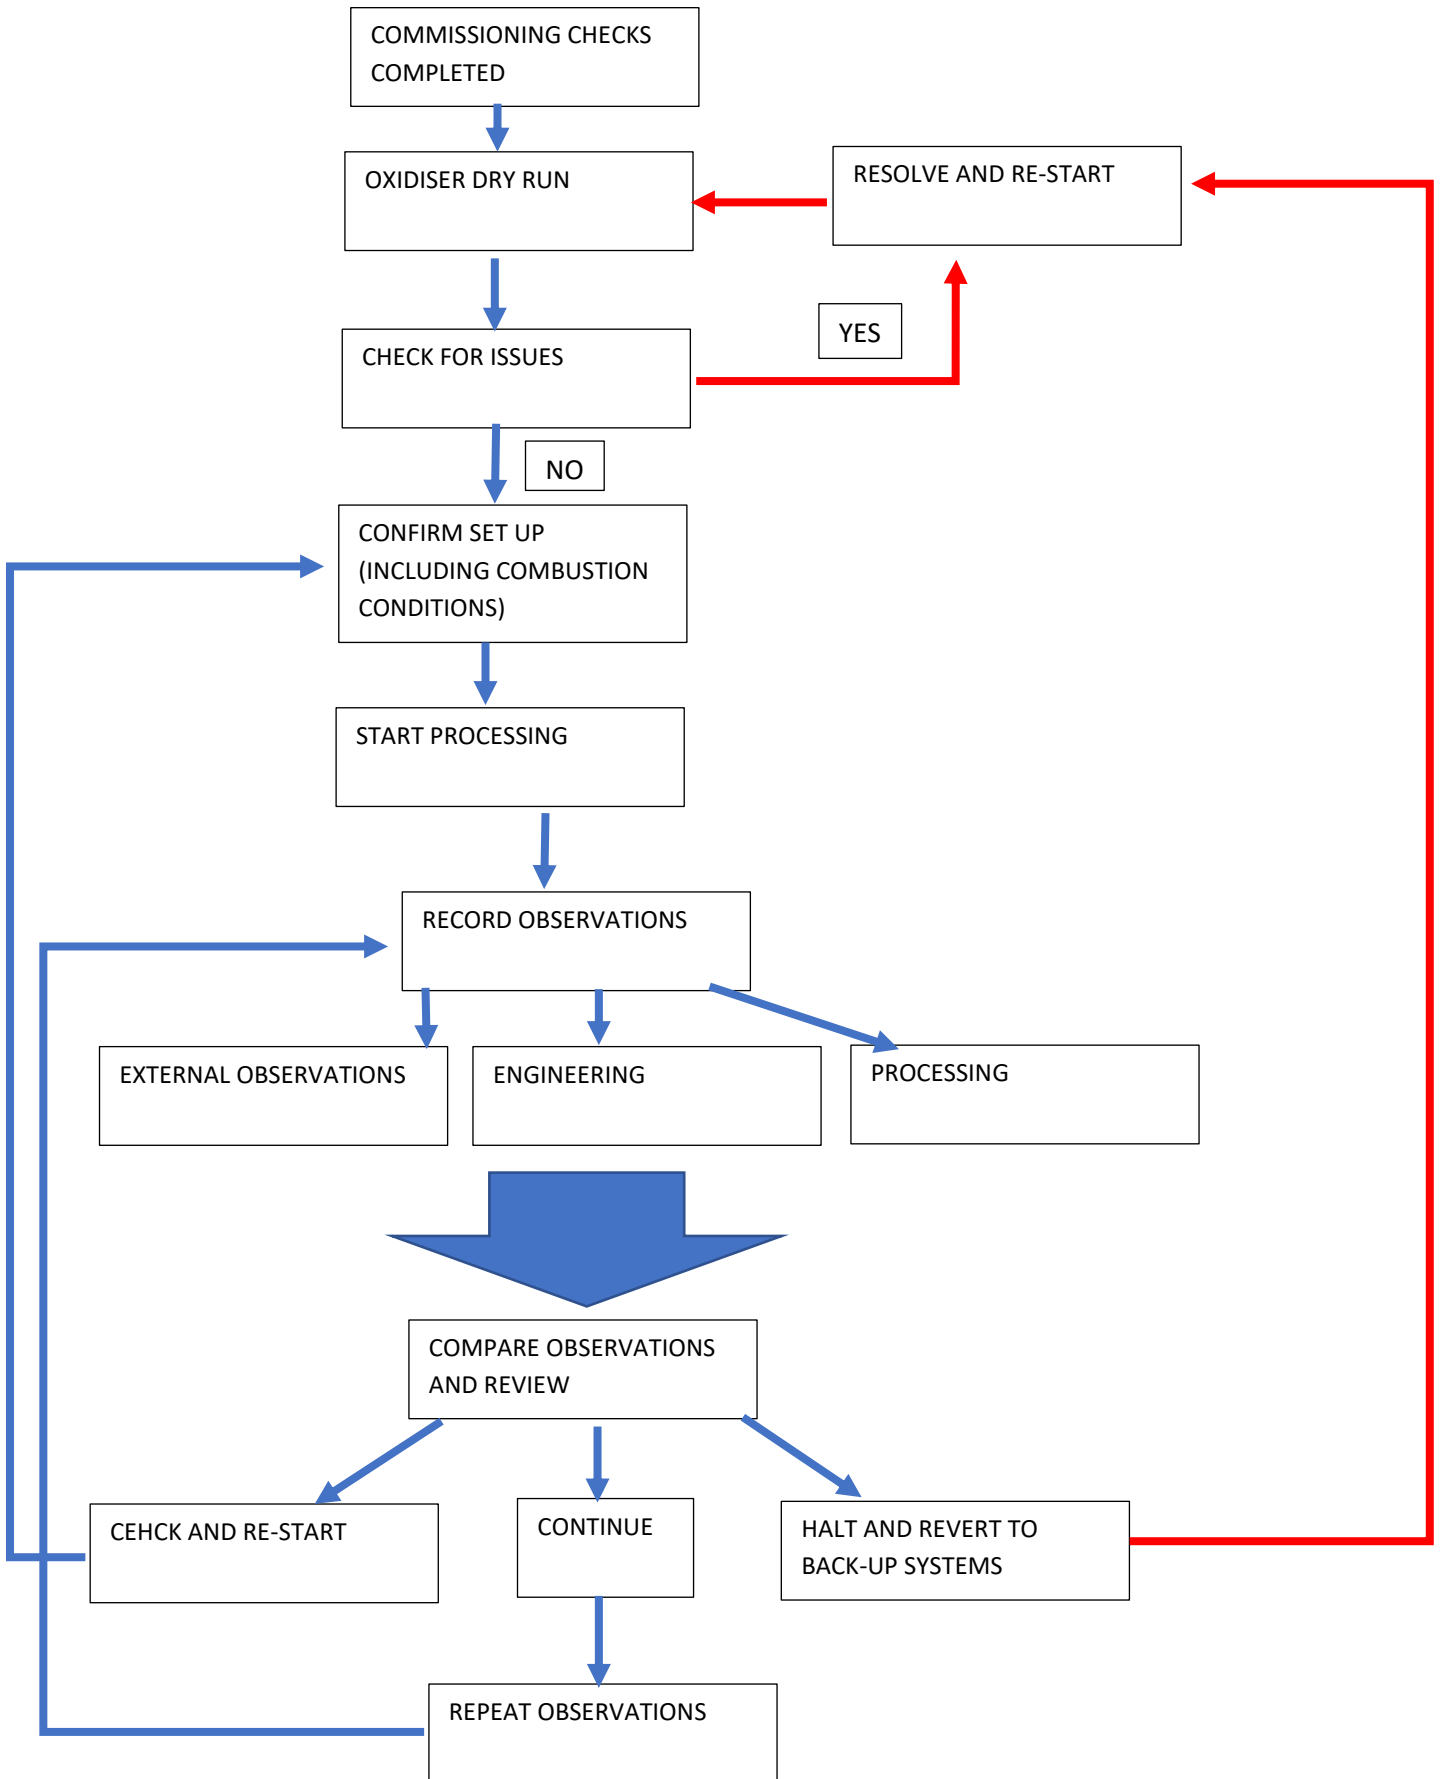 COMMISSIONING CHECKS
COMPLETED
OXIDISER DRY RUN
RESOLVE AND RE-START
YES
CHECK FOR ISSUES
NO
CONFIRM SET UP
(INCLUDING COMBUSTION
CONDITIONS)
START PROCESSING
RECORD OBSERVATIONS
EXTERNAL OBSERVATIONS
ENGINEERING
PROCESSING
COMPARE OBSERVATIONS
AND REVIEW
CEHCK AND RE-START
CONTINUE
HALT AND REVERT TO
BACK-UP SYSTEMS
REPEAT OBSERVATIONS